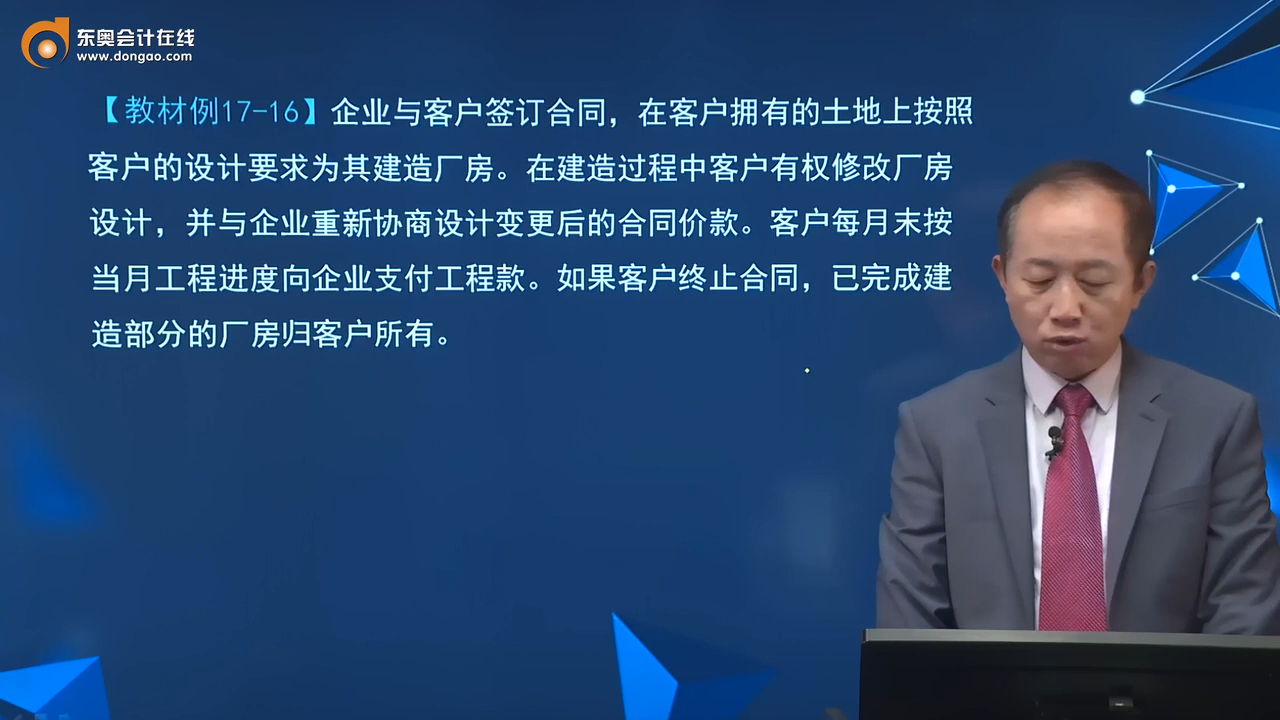 东奥会计在线
www.dongao.com
【教材例17-16】企业与客户签订合同，在客户拥有的土地上按照
客户的设计要求为其建造厂房。在建造过程中客户有权修改厂房
设计，并与企业重新协商设计变更后的合同价款。客户每月末按
当月工程进度向企业支付工程款。如果客户终止合同，已完成建
造部分的厂房归客户所有。